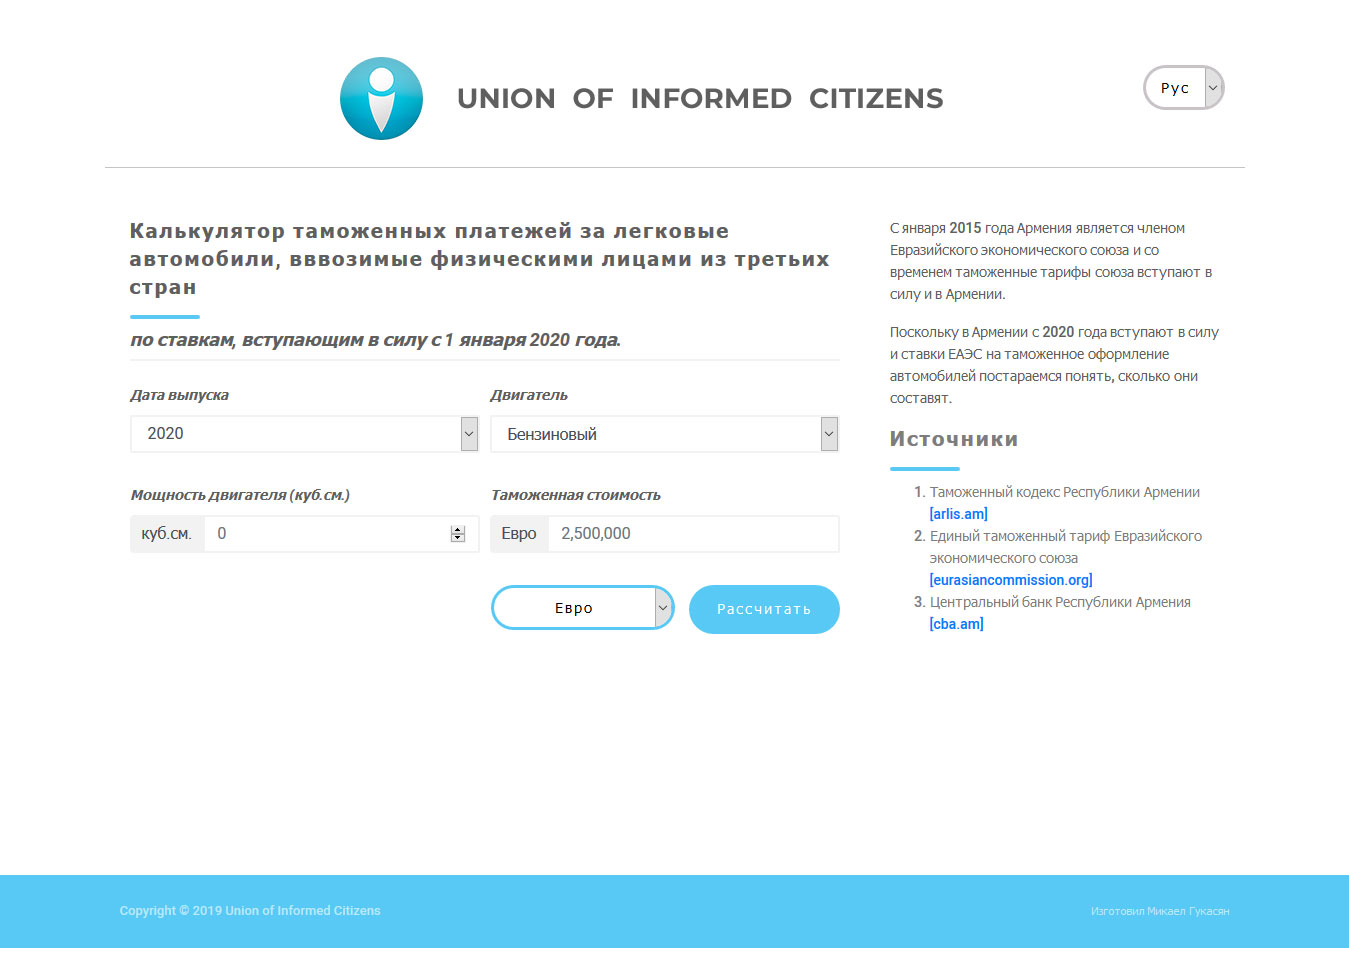 UNION OF INFORMED CITIZENS
Рус
Калькулятор таможенных платежей за легковые
автомобили, вввозимые физическими лицами из третьих
стран
по ставкам, вступающим в силу с 1 января 2020 года.
Дата выпуска
Двигатель
2020
Бензиновый
Мощность двигателя (куб.см.)
Таможенная стоимость
куб.см.
0
Евро
2,500,000
Евро
Рассчитать
С января 2015 года Армения является членом
Евразийского экономического союза и со
временем таможенные тарифы союза вступают в
силу и в Армении.
Поскольку в Армении с 2020 года вступают в силу
и ставки ЕАЭС на таможенное оформление
автомобилей постараемся понять, сколько они
составят.
Источники
1. Таможенный кодекс Республики Армении
[arlis.am]
2. Единый таможенный тариф Евразийского
экономического союза
[eurasiancommission.org]
3. Центральный банк Республики Армения
[cba.am]
Copyright © 2019 Union of Informed Citizens
Изготовил Микаел Гукасян